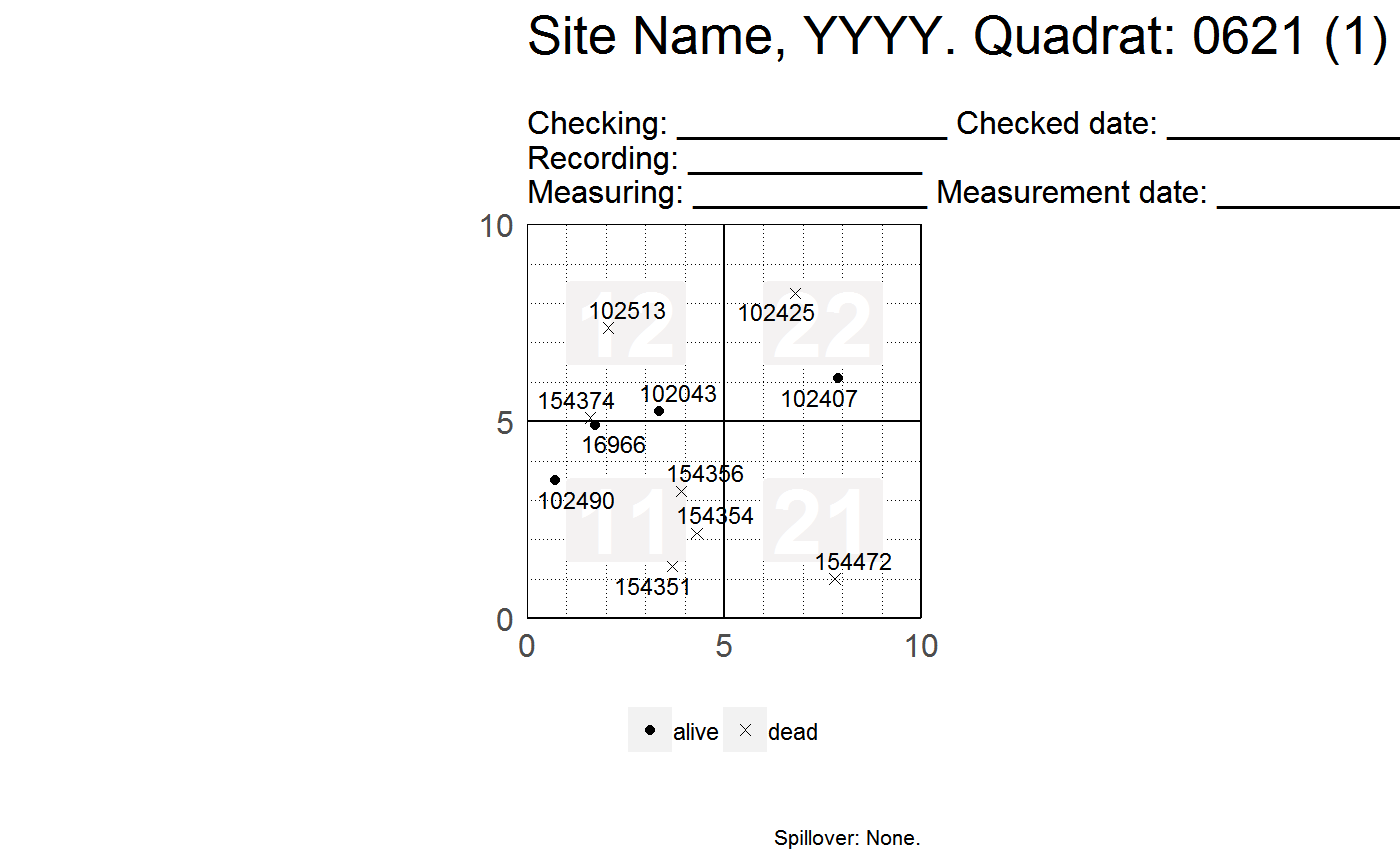 Site Name, YYYY. Quadrat: 0621 (1)
Checking: ________________ Checked date: ______________
Recording: ______________
Measuring: ______________ Measurement date: ___________
10
12
22
102513
102425
102043
154374
102407
5
16966
154356
102490
11
21
154354
154472
154351
0
0 5 10
alive dead
Spillover: None.